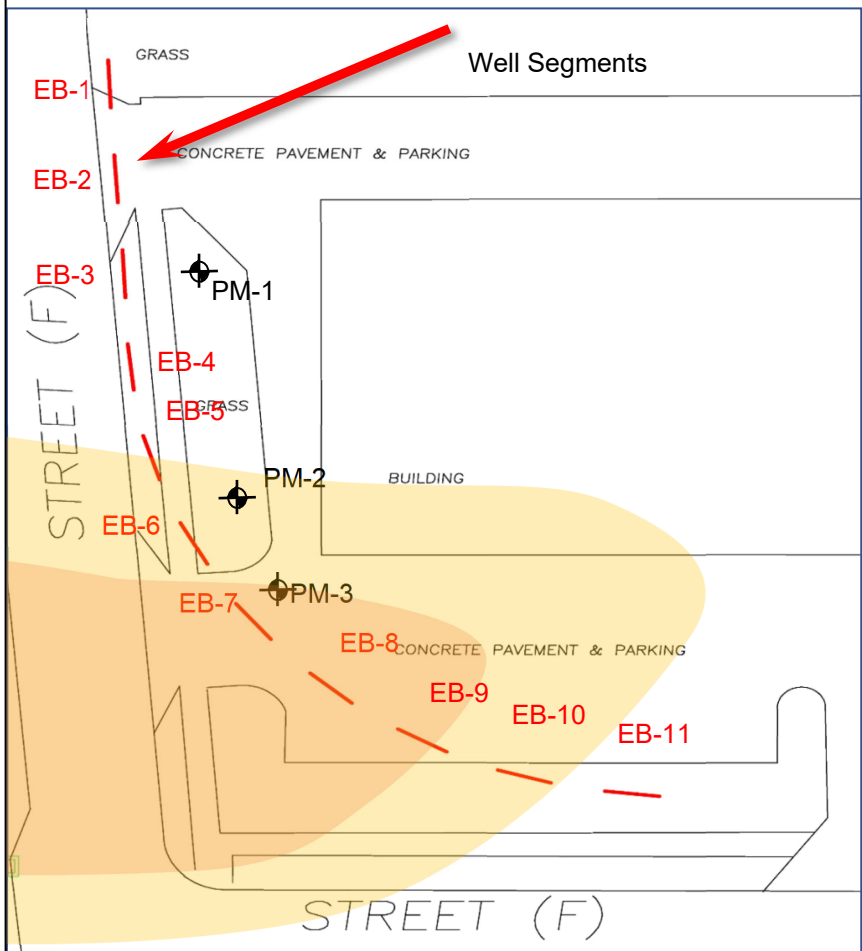 GRASS
Well Segments
EB-1
CONCRETE PAVEMENT & PARKING
EB-2
EB-3
PM-1
STREET (F)
EB-4
EB-5
GRASS
PM-2
BUILDING
EB-6
EB-7
PM-3
EB-8
CONCRETE PAVEMENT & PARKING
EB-9
EB-10
EB-11
STREET (F)